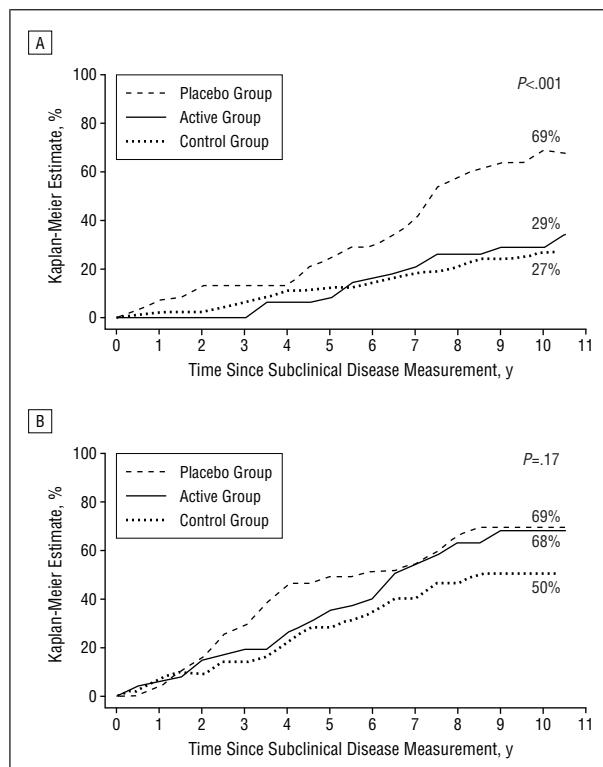 A
100
80
60
40
20
0
Kaplan-Meier Estimate, %
Placebo Group
Active Group
Control Group
P<.001
69%
29%
27%
0 1 2 3 4 5 6 7 8 9 10 11
Time Since Subclinical Disease Measurement, y
B
100
80
60
40
20
0
Kaplan-Meier Estimate, %
Placebo Group
Active Group
Control Group
P=.17
69%
68%
50%
0 1 2 3 4 5 6 7 8 9 10 11
Time Since Subclinical Disease Measurement, y